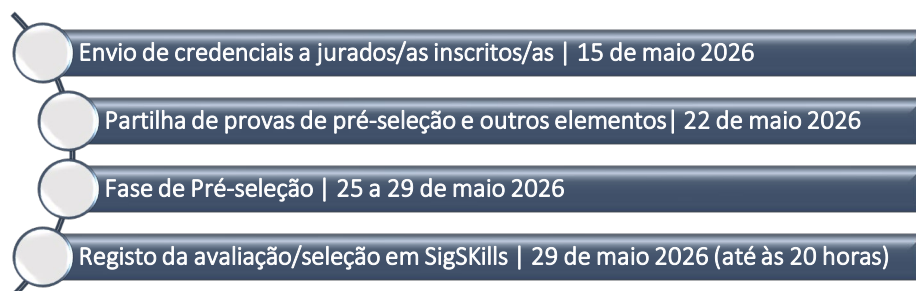 Envio de credenciais a jurados/as inscritos/as | 15 de maio 2026
Partilha de provas de pré-seleção e outros elementos| 22 de maio 2026
Fase de Pré-seleção | 25 a 29 de maio 2026
Registo da avaliação/seleção em SigSKills | 29 de maio 2026 (até às 20 horas)